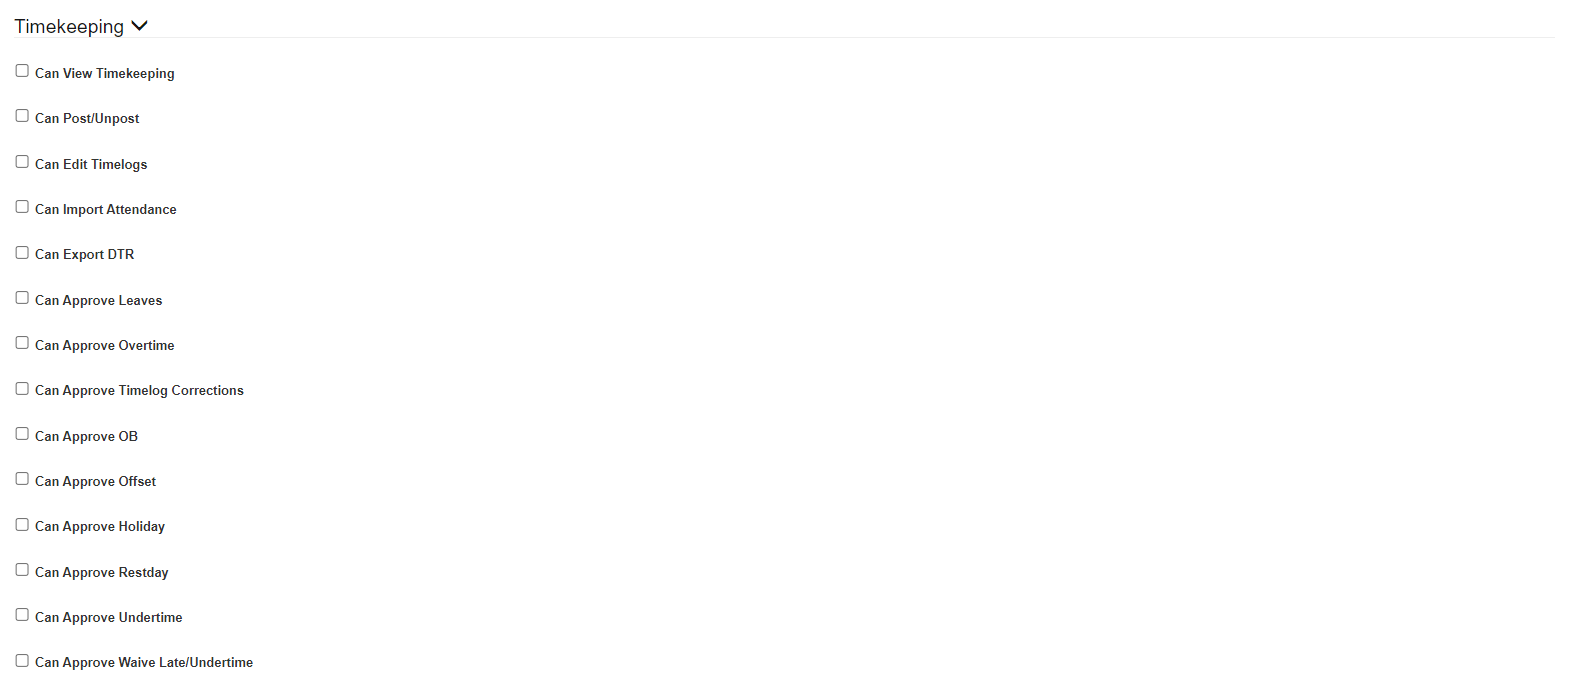 Timekeeping
Can View Timekeeping
Can Post/Unpost
Can Edit Timelogs
Can Import Attendance
Can Export DTR
Can Approve Leaves
Can Approve Overtime
Can Approve Timelog Corrections
Can Approve OB
Can Approve Offset
Can Approve Holiday
Can Approve Restday
Can Approve Undertime
Can Approve Waive Late/Undertime